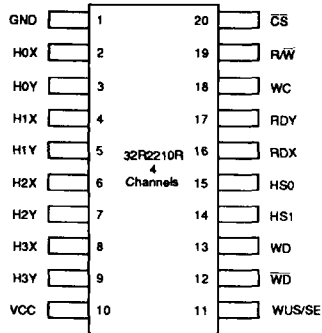 GND 1 20 C̅S̅
H0X 2 19 R/W̅
H0Y 3 18 WC
H1X 4 17 RDY
H1Y 5 16 RDX
32R2210R
4
Channels
H2X 6 15 HS0
H2Y 7 14 HS1
H3X 8 13 WD
H3Y 9 12 W̅D̅
VCC 10 11 WUS/SE